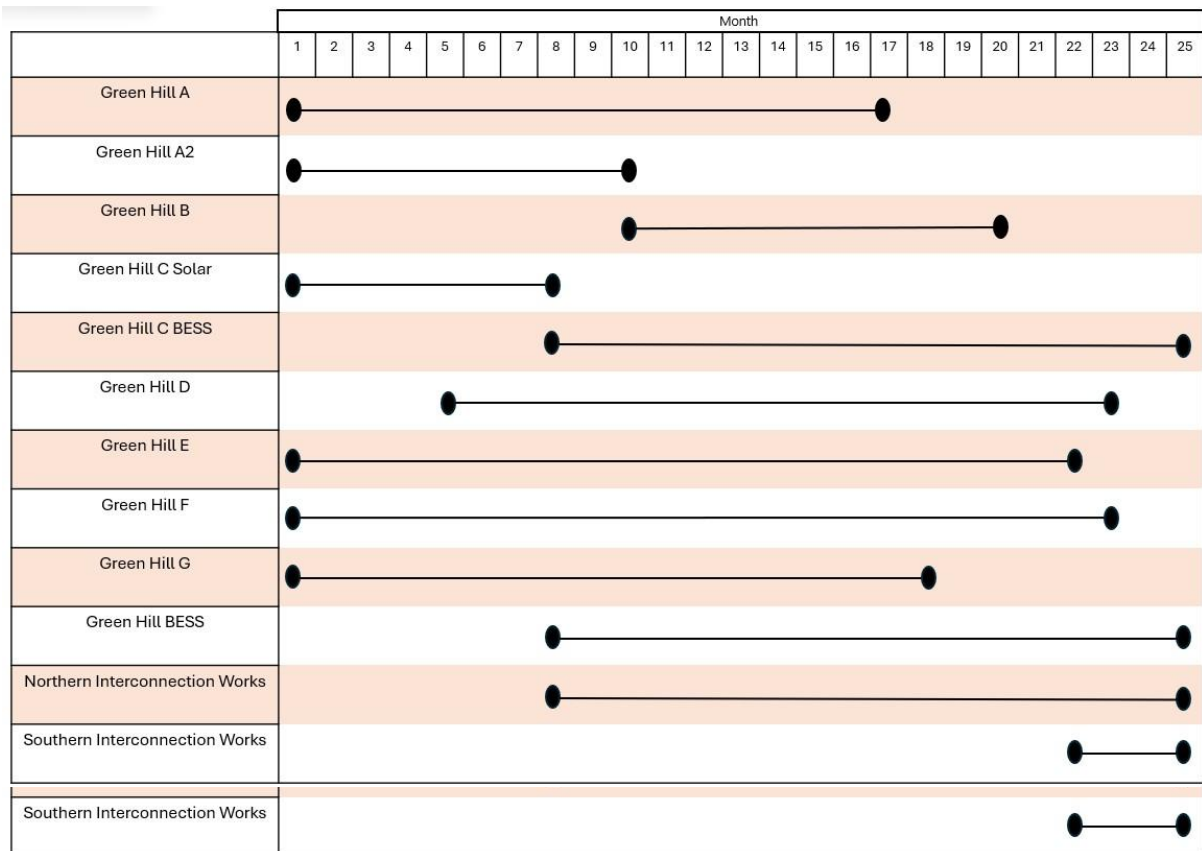 Month
1 2 3 4 5 6 7 8 9 10 11 12 13 14 15 16 17 18 19 20 21 22 23 24 25
Green Hill A
Green Hill A2
Green Hill B
Green Hill C Solar
Green Hill C BESS
Green Hill D
Green Hill E
Green Hill F
Green Hill G
Green Hill BESS
Northern Interconnection Works
Southern Interconnection Works
Southern Interconnection Works